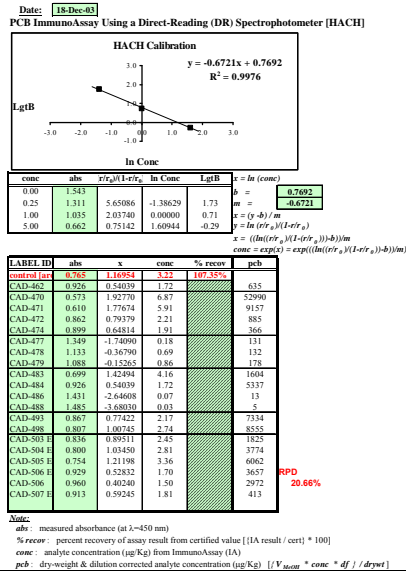 Date: 18-Dec-03
PCB ImmunoAssay Using a Direct-Reading (DR) Spectrophotometer [HACH]
HACH Calibration
y = -0.6721x + 0.7692
R² = 0.9976
3.0
2.0
1.0
0.0
-1.0
-3.0 -2.0 -1.0 0.0 1.0 2.0 3.0
LgtB
ln Conc
conc abs r/r₀)/(1-r/r₀ ln Conc LgtB x = ln (conc)
0.00 1.543 b = 0.7692
0.25 1.311 5.65086 -1.38629 1.73 m = -0.6721
1.00 1.035 2.03740 0.00000 0.71 x = (y -b) / m
5.00 0.662 0.75142 1.60944 -0.29 y = ln (r/r₀)/(1-r/r₀)
x = ((ln((r/r₀)/(1-(r/r₀)))-b))/m
conc = exp(x) = exp(((ln((r/r₀)/(1-r/r₀))-b))/m)
LABEL ID abs x conc % recov pcb
control [aro 0.765 1.16954 3.22 107.35%
CAD-462 0.926 0.54039 1.72 635
CAD-470 0.573 1.92770 6.87 52990
CAD-471 0.610 1.77674 5.91 9157
CAD-472 0.862 0.79379 2.21 885
CAD-474 0.899 0.64814 1.91 366
CAD-477 1.349 -1.74090 0.18 131
CAD-478 1.133 -0.36790 0.69 132
CAD-479 1.088 -0.15265 0.86 178
CAD-483 0.699 1.42494 4.16 1604
CAD-484 0.926 0.54039 1.72 5337
CAD-486 1.431 -2.64608 0.07 13
CAD-488 1.485 -3.68030 0.03 5
CAD-493 0.867 0.77422 2.17 7334
CAD-498 0.807 1.00745 2.74 8555
CAD-503 E 0.836 0.89511 2.45 1825
CAD-504 E 0.800 1.03450 2.81 3774
CAD-505 E 0.754 1.21198 3.36 6062
CAD-506 E 0.929 0.52832 1.70 3657 RPD
CAD-506 0.960 0.40240 1.50 2972 20.66%
CAD-507 E 0.913 0.59245 1.81 413
Note:
abs : measured absorbance (at λ=450 nm)
% recov : percent recovery of assay result from certified value [{IA result / cert} * 100]
conc : analyte concentration (µg/Kg) from ImmunoAssay (IA)
pcb : dry-weight & dilution corrected analyte concentration (µg/Kg) [{V MeOH * conc * df } / drywt ]